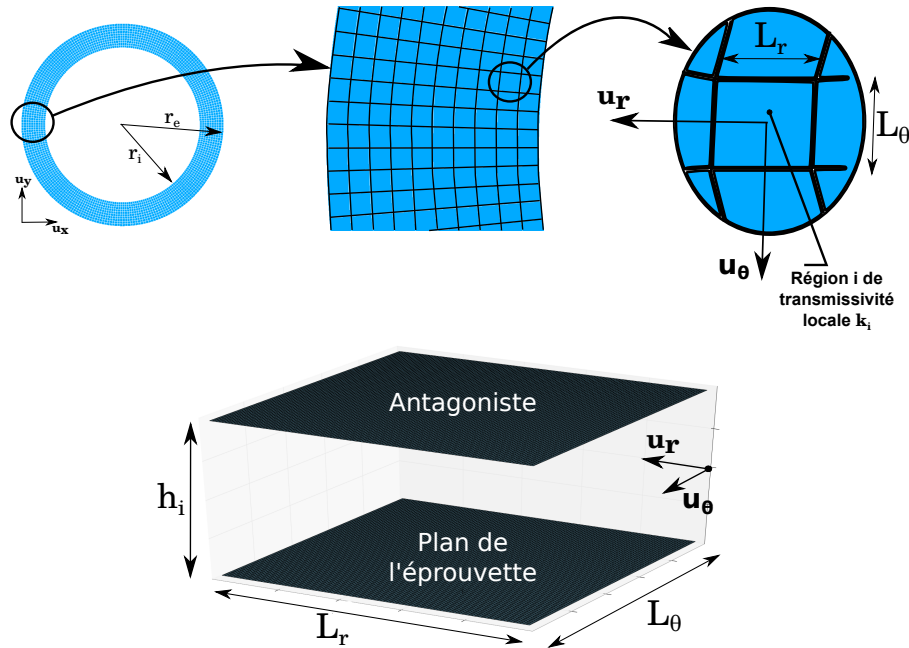 r_e
r_i
u_y
u_x
L_r
u_r
L_θ
u_θ
Région i de
transmissivité
locale k_i
Antagoniste
u_r
u_θ
h_i
Plan de
l'éprouvette
L_r
L_θ